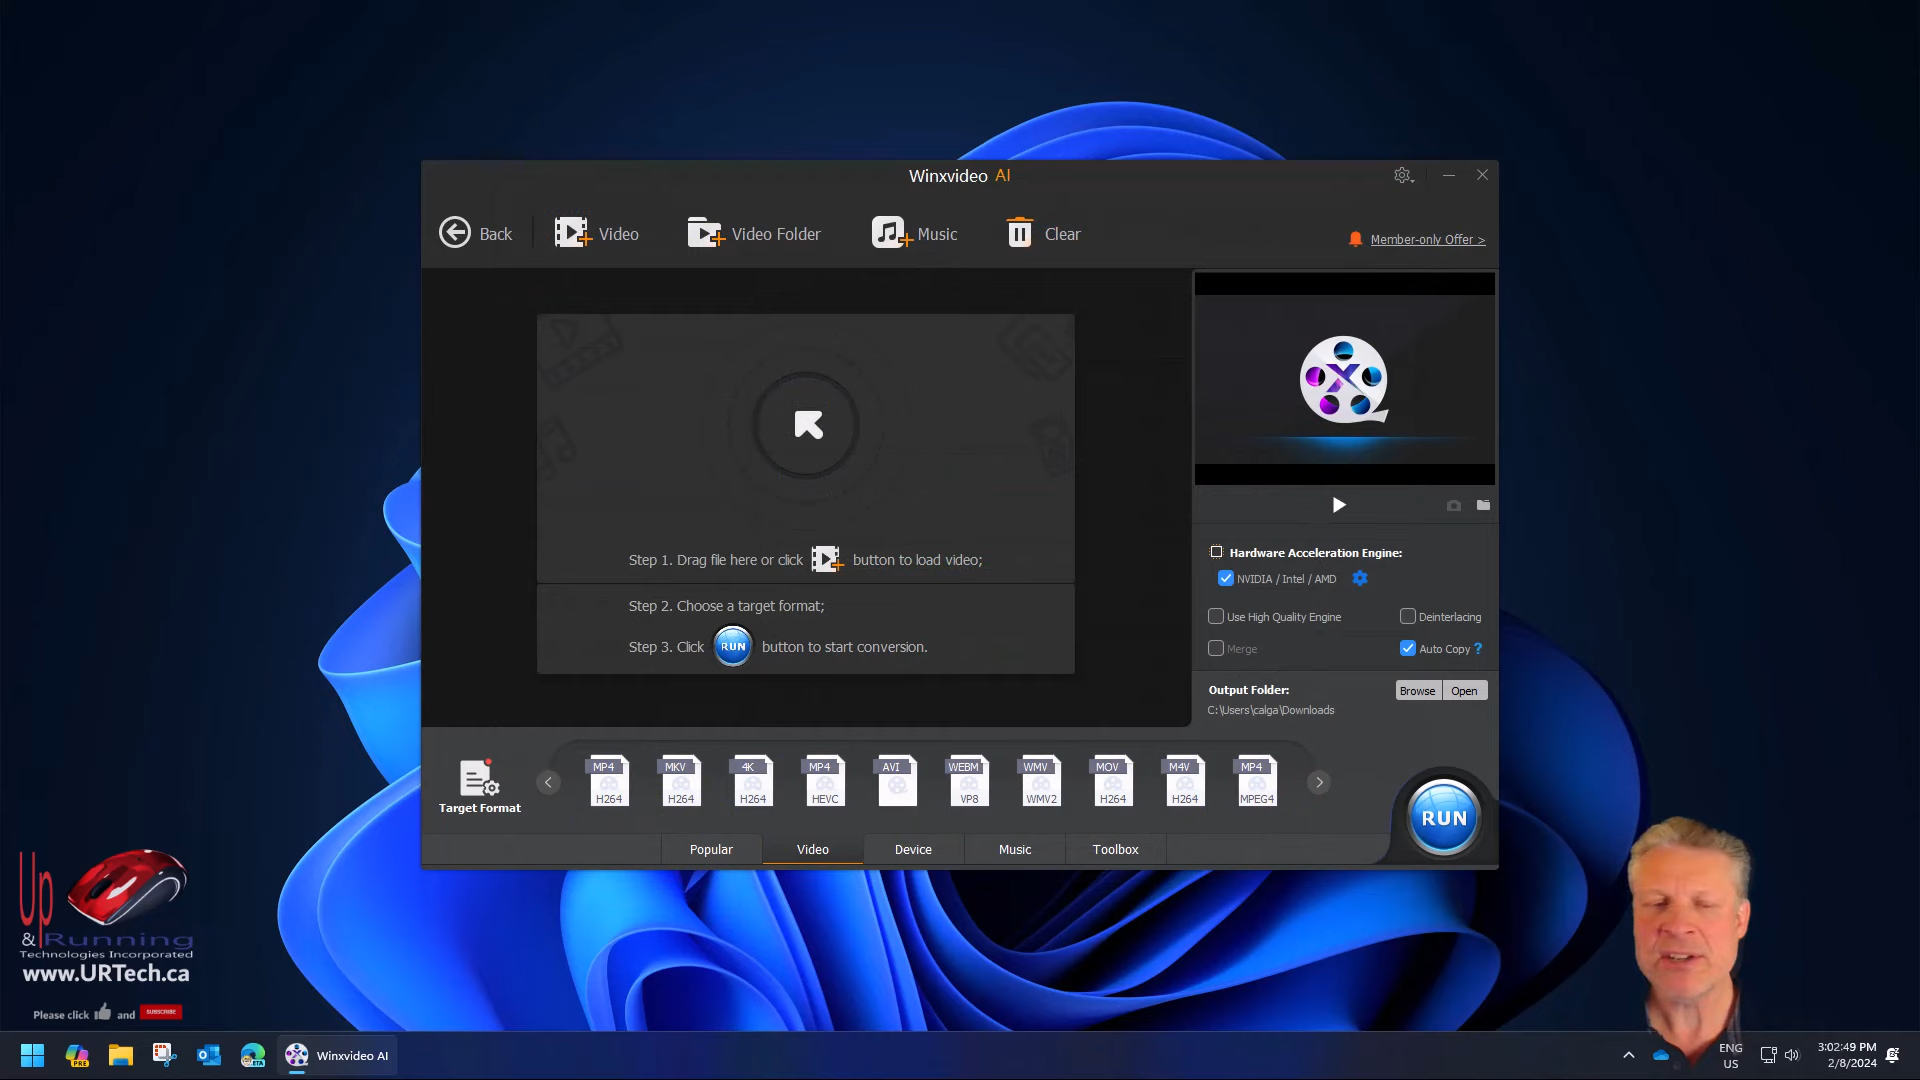 Winxvideo AI
Back
Video
Video Folder
Music
Clear
Member-only Offer >
Step 1. Drag file here or click button to load video;
Step 2. Choose a target format;
Step 3. Click RUN button to start conversion.
Hardware Acceleration Engine:
NVIDIA / Intel / AMD
Use High Quality Engine
Deinterlacing
Merge
Auto Copy ?
Output Folder:
Browse
Open
C:\Users\calga\Downloads
Target Format
MP4 H264
MKV H264
4K H264
MP4 HEVC
AVI
WEBM VP8
WMV WMV2
MOV H264
M4V H264
MP4 MPEG4
RUN
Popular
Video
Device
Music
Toolbox
Up
& Running
Technologies Incorporated
www.URTech.ca
Please click and SUBSCRIBE
PRE
BETA
Winxvideo AI
ENG
US
3:02:49 PM
2/8/2024